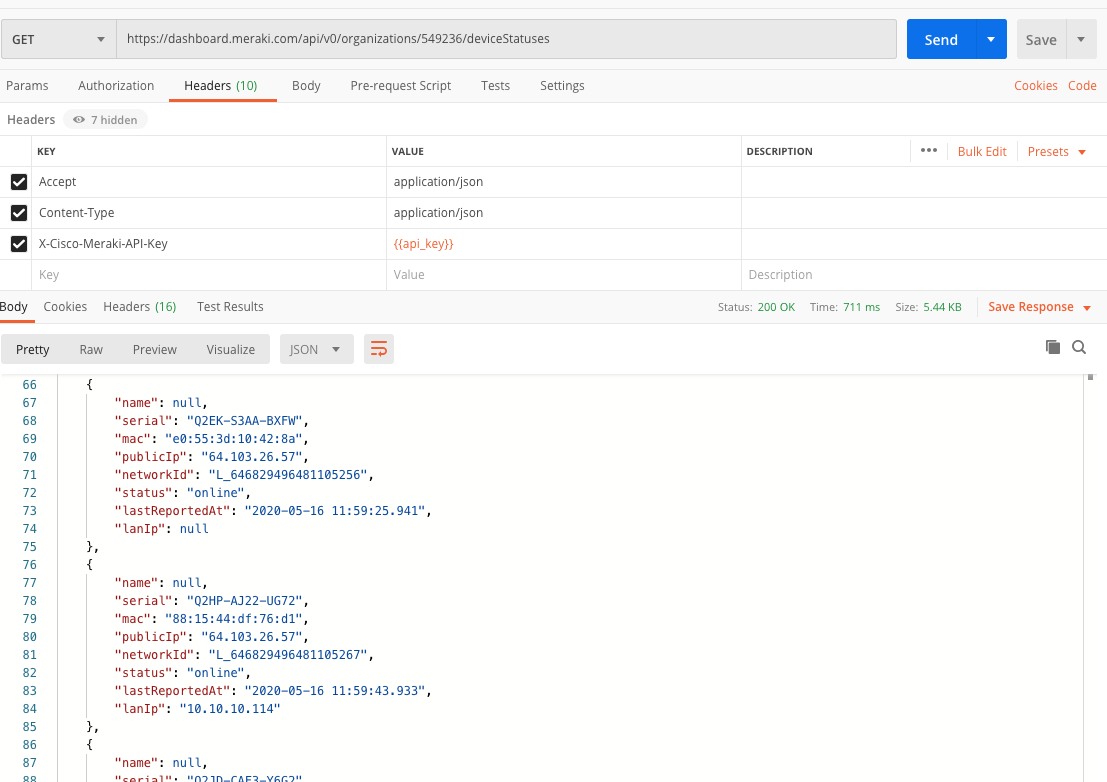 GET https://dashboard.meraki.com/api/v0/organizations/549236/deviceStatuses Send Save
Params Authorization Headers (10) Body Pre-request Script Tests Settings Cookies Code
Headers 7 hidden
KEY VALUE DESCRIPTION ••• Bulk Edit Presets
Accept application/json
Content-Type application/json
X-Cisco-Meraki-API-Key {{api_key}}
Key Value Description
Body Cookies Headers (16) Test Results Status: 200 OK Time: 711 ms Size: 5.44 KB Save Response
Pretty Raw Preview Visualize JSON
66 {
67 "name": null,
68 "serial": "Q2EK-S3AA-BXFW",
69 "mac": "e0:55:3d:10:42:8a",
70 "publicIp": "64.103.26.57",
71 "networkId": "L_646829496481105256",
72 "status": "online",
73 "lastReportedAt": "2020-05-16 11:59:25.941",
74 "lanIp": null
75 },
76 {
77 "name": null,
78 "serial": "Q2HP-AJ22-UG72",
79 "mac": "88:15:44:df:76:d1",
80 "publicIp": "64.103.26.57",
81 "networkId": "L_646829496481105267",
82 "status": "online",
83 "lastReportedAt": "2020-05-16 11:59:43.933",
84 "lanIp": "10.10.10.114"
85 },
86 {
87 "name": null,
88 "serial":